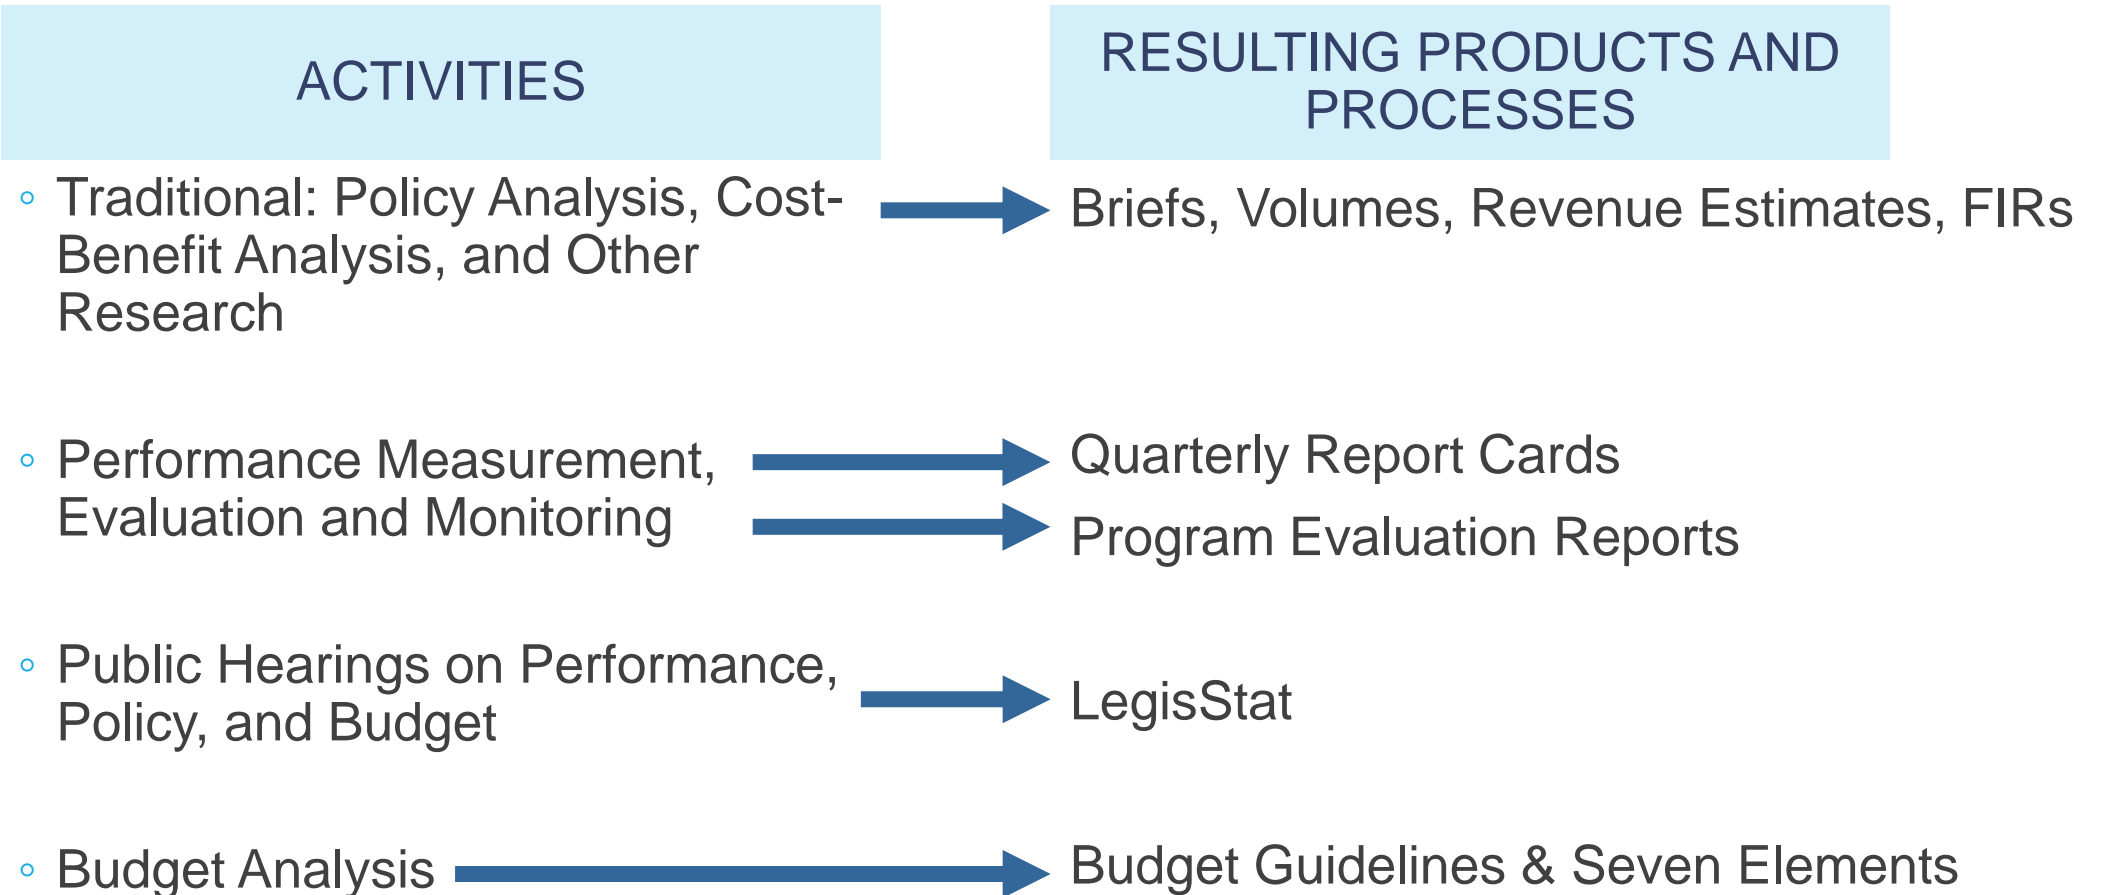 ACTIVITIES
RESULTING PRODUCTS AND
PROCESSES
◦ Traditional: Policy Analysis, Cost-
Benefit Analysis, and Other
Research
Briefs, Volumes, Revenue Estimates, FIRs
◦ Performance Measurement,
Evaluation and Monitoring
Quarterly Report Cards
Program Evaluation Reports
◦ Public Hearings on Performance,
Policy, and Budget
LegisStat
◦ Budget Analysis
Budget Guidelines & Seven Elements